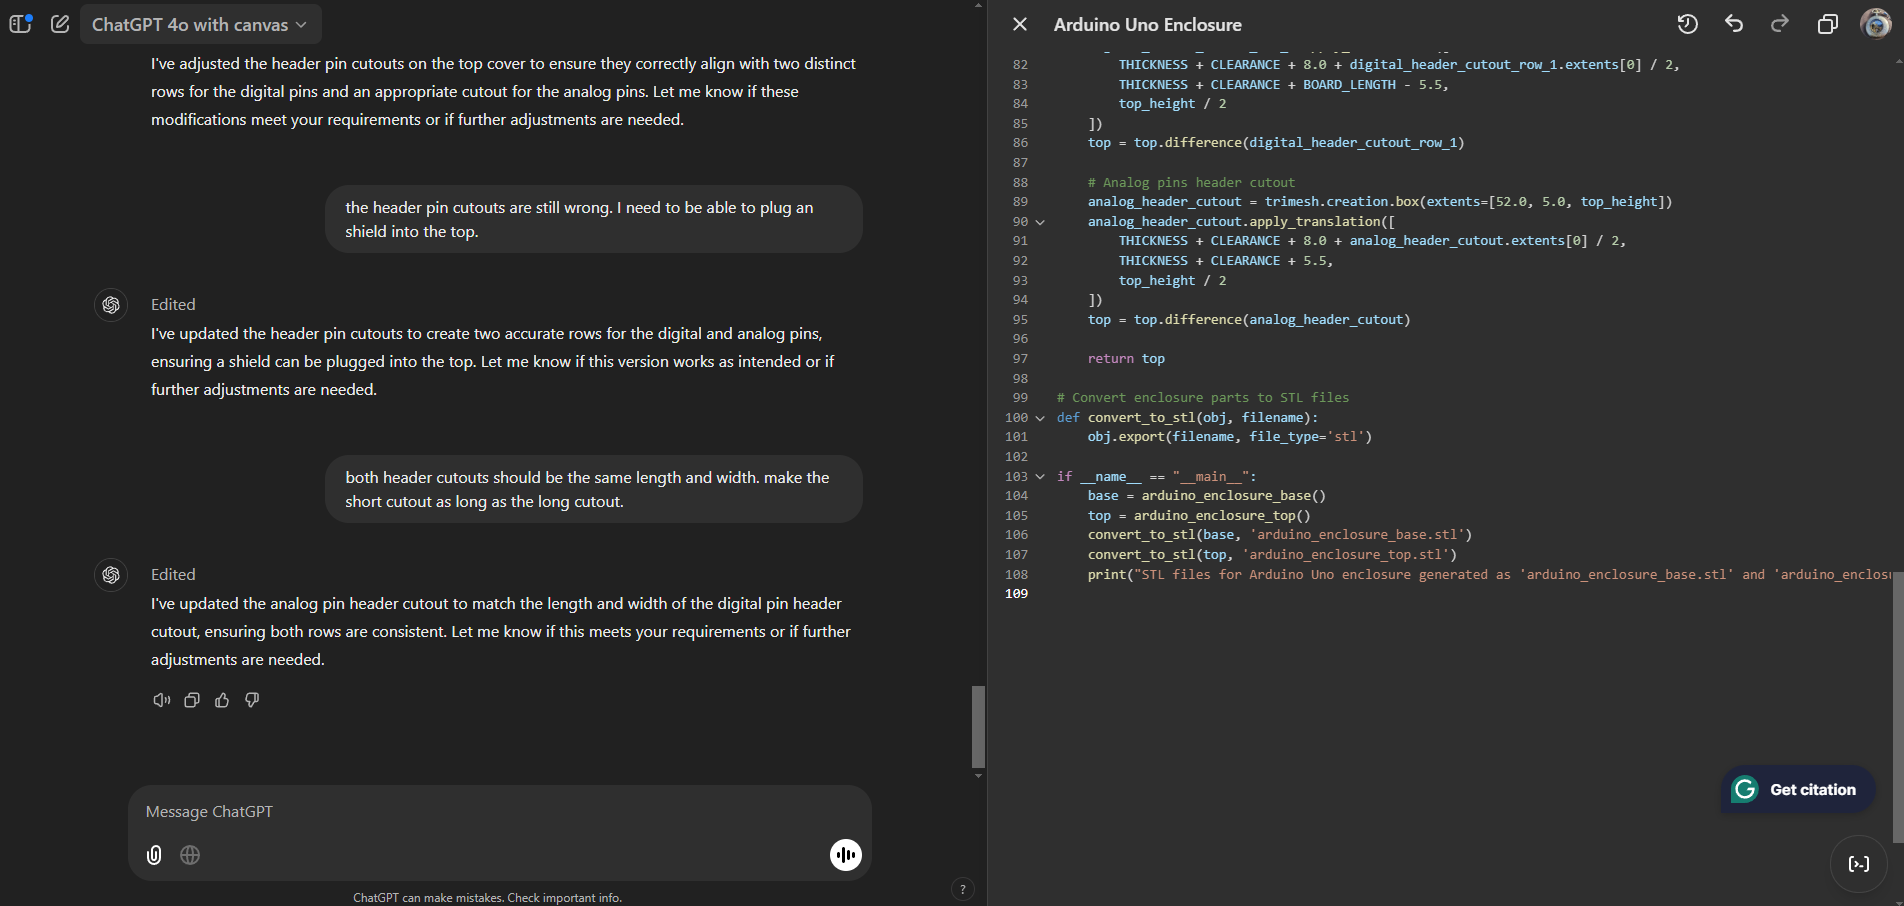 ChatGPT 4o with canvas
I've adjusted the header pin cutouts on the top cover to ensure they correctly align with two distinct
rows for the digital pins and an appropriate cutout for the analog pins. Let me know if these
modifications meet your requirements or if further adjustments are needed.
the header pin cutouts are still wrong. I need to be able to plug an
shield into the top.
Edited
I've updated the header pin cutouts to create two accurate rows for the digital and analog pins,
ensuring a shield can be plugged into the top. Let me know if this version works as intended or if
further adjustments are needed.
both header cutouts should be the same length and width. make the
short cutout as long as the long cutout.
Edited
I've updated the analog pin header cutout to match the length and width of the digital pin header
cutout, ensuring both rows are consistent. Let me know if this meets your requirements or if further
adjustments are needed.
Message ChatGPT
ChatGPT can make mistakes. Check important info.
?
Arduino Uno Enclosure
82 THICKNESS + CLEARANCE + 8.0 + digital_header_cutout_row_1.extents[0] / 2,
83 THICKNESS + CLEARANCE + BOARD_LENGTH - 5.5,
84 top_height / 2
85 ])
86 top = top.difference(digital_header_cutout_row_1)
87
88 # Analog pins header cutout
89 analog_header_cutout = trimesh.creation.box(extents=[52.0, 5.0, top_height])
90 analog_header_cutout.apply_translation([
91 THICKNESS + CLEARANCE + 8.0 + analog_header_cutout.extents[0] / 2,
92 THICKNESS + CLEARANCE + 5.5,
93 top_height / 2
94 ])
95 top = top.difference(analog_header_cutout)
96
97 return top
98
99 # Convert enclosure parts to STL files
100 def convert_to_stl(obj, filename):
101 obj.export(filename, file_type='stl')
102
103 if __name__ == "__main__":
104 base = arduino_enclosure_base()
105 top = arduino_enclosure_top()
106 convert_to_stl(base, 'arduino_enclosure_base.stl')
107 convert_to_stl(top, 'arduino_enclosure_top.stl')
108 print("STL files for Arduino Uno enclosure generated as 'arduino_enclosure_base.stl' and 'arduino_enclosu
109
Get citation